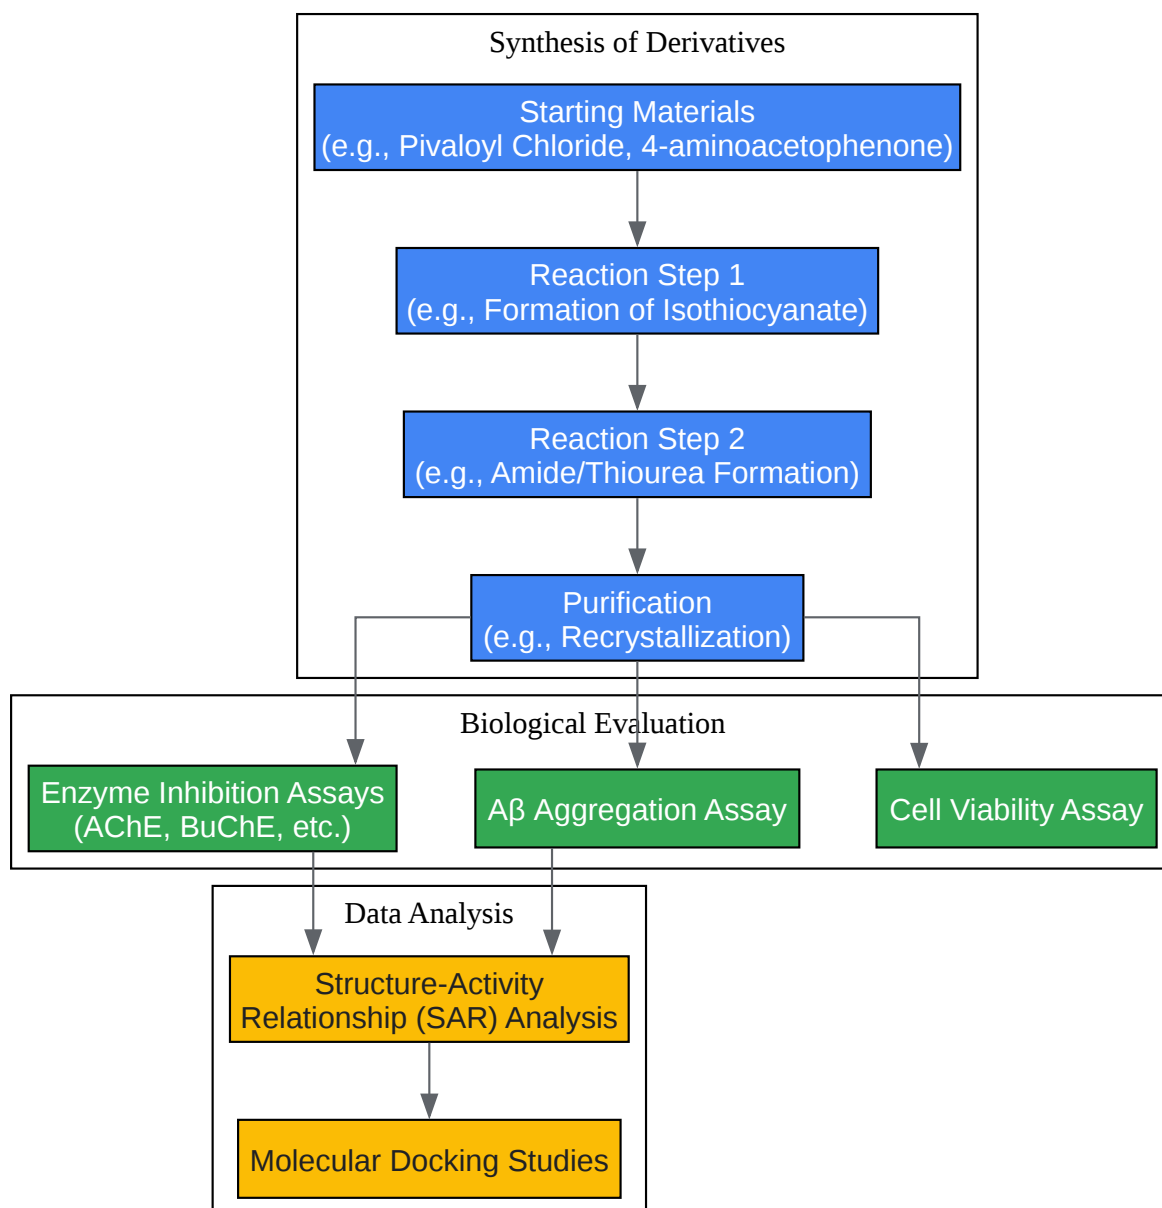 Synthesis of Derivatives
Starting Materials
(e.g., Pivaloyl Chloride, 4-aminoacetophenone)
Reaction Step 1
(e.g., Formation of Isothiocyanate)
Reaction Step 2
(e.g., Amide/Thiourea Formation)
Purification
(e.g., Recrystallization)
Biological Evaluation
Enzyme Inhibition Assays
(AChE, BuChE, etc.)
Aβ Aggregation Assay
Cell Viability Assay
Data Analysis
Structure-Activity
Relationship (SAR) Analysis
Molecular Docking Studies